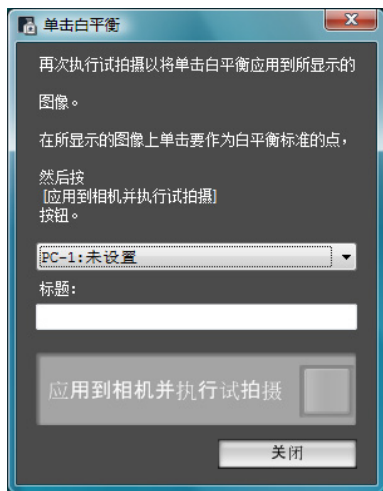 单击白平衡
再次执行试拍摄以将单击白平衡应用到所显示的
图像。
在所显示的图像上单击要作为白平衡标准的点，
然后按
[应用到相机并执行试拍摄]
按钮。
PC-1:未设置
标题:
应用到相机并执行试拍摄
关闭